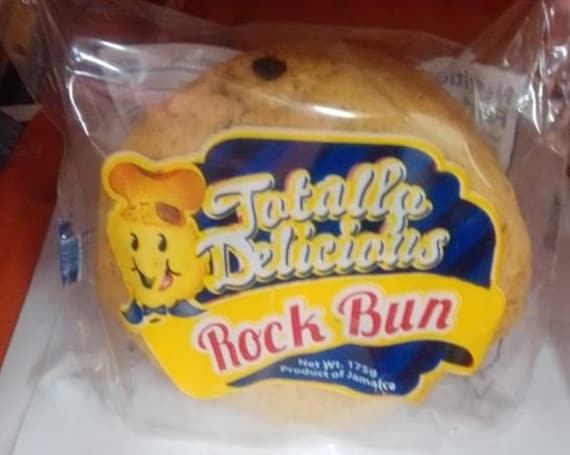 Totally
Delicious
Rock Bun
Net Wt. 175g
Product of Jamaica